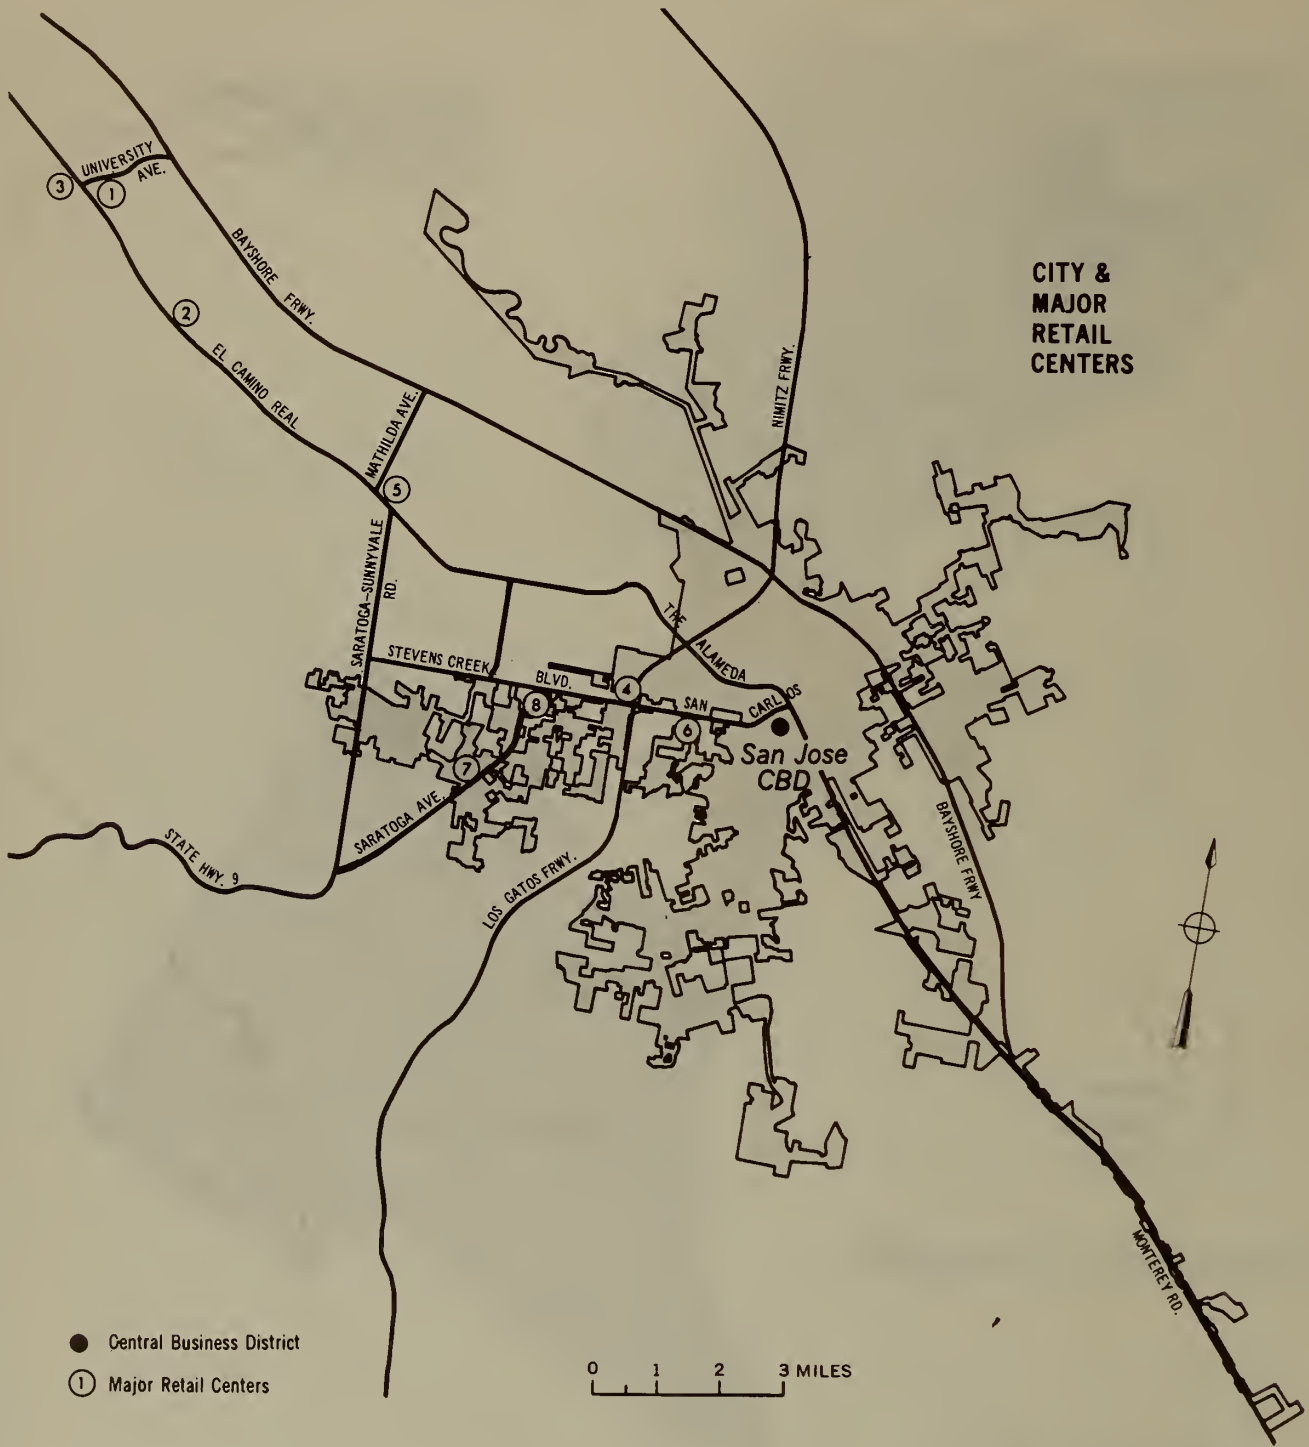 UNIVERSITY
AVE.
3
1
BAYSHORE FRWY.
2
EL CAMINO REAL
CITY &
MAJOR
RETAIL
CENTERS
NIMITZ FRWY.
MATHILDA AVE.
5
SARATOGA-SUNNYVALE
RD.
THE ALAMEDA
STEVENS CREEK
BLVD.
4
SAN
CARLOS
8
6
San Jose
CBD
7
SARATOGA AVE.
STATE HWY. 9
LOS GATOS FRWY.
BAYSHORE FRWY
MONTEREY RD.
Central Business District
1 Major Retail Centers
0 1 2 3 MILES